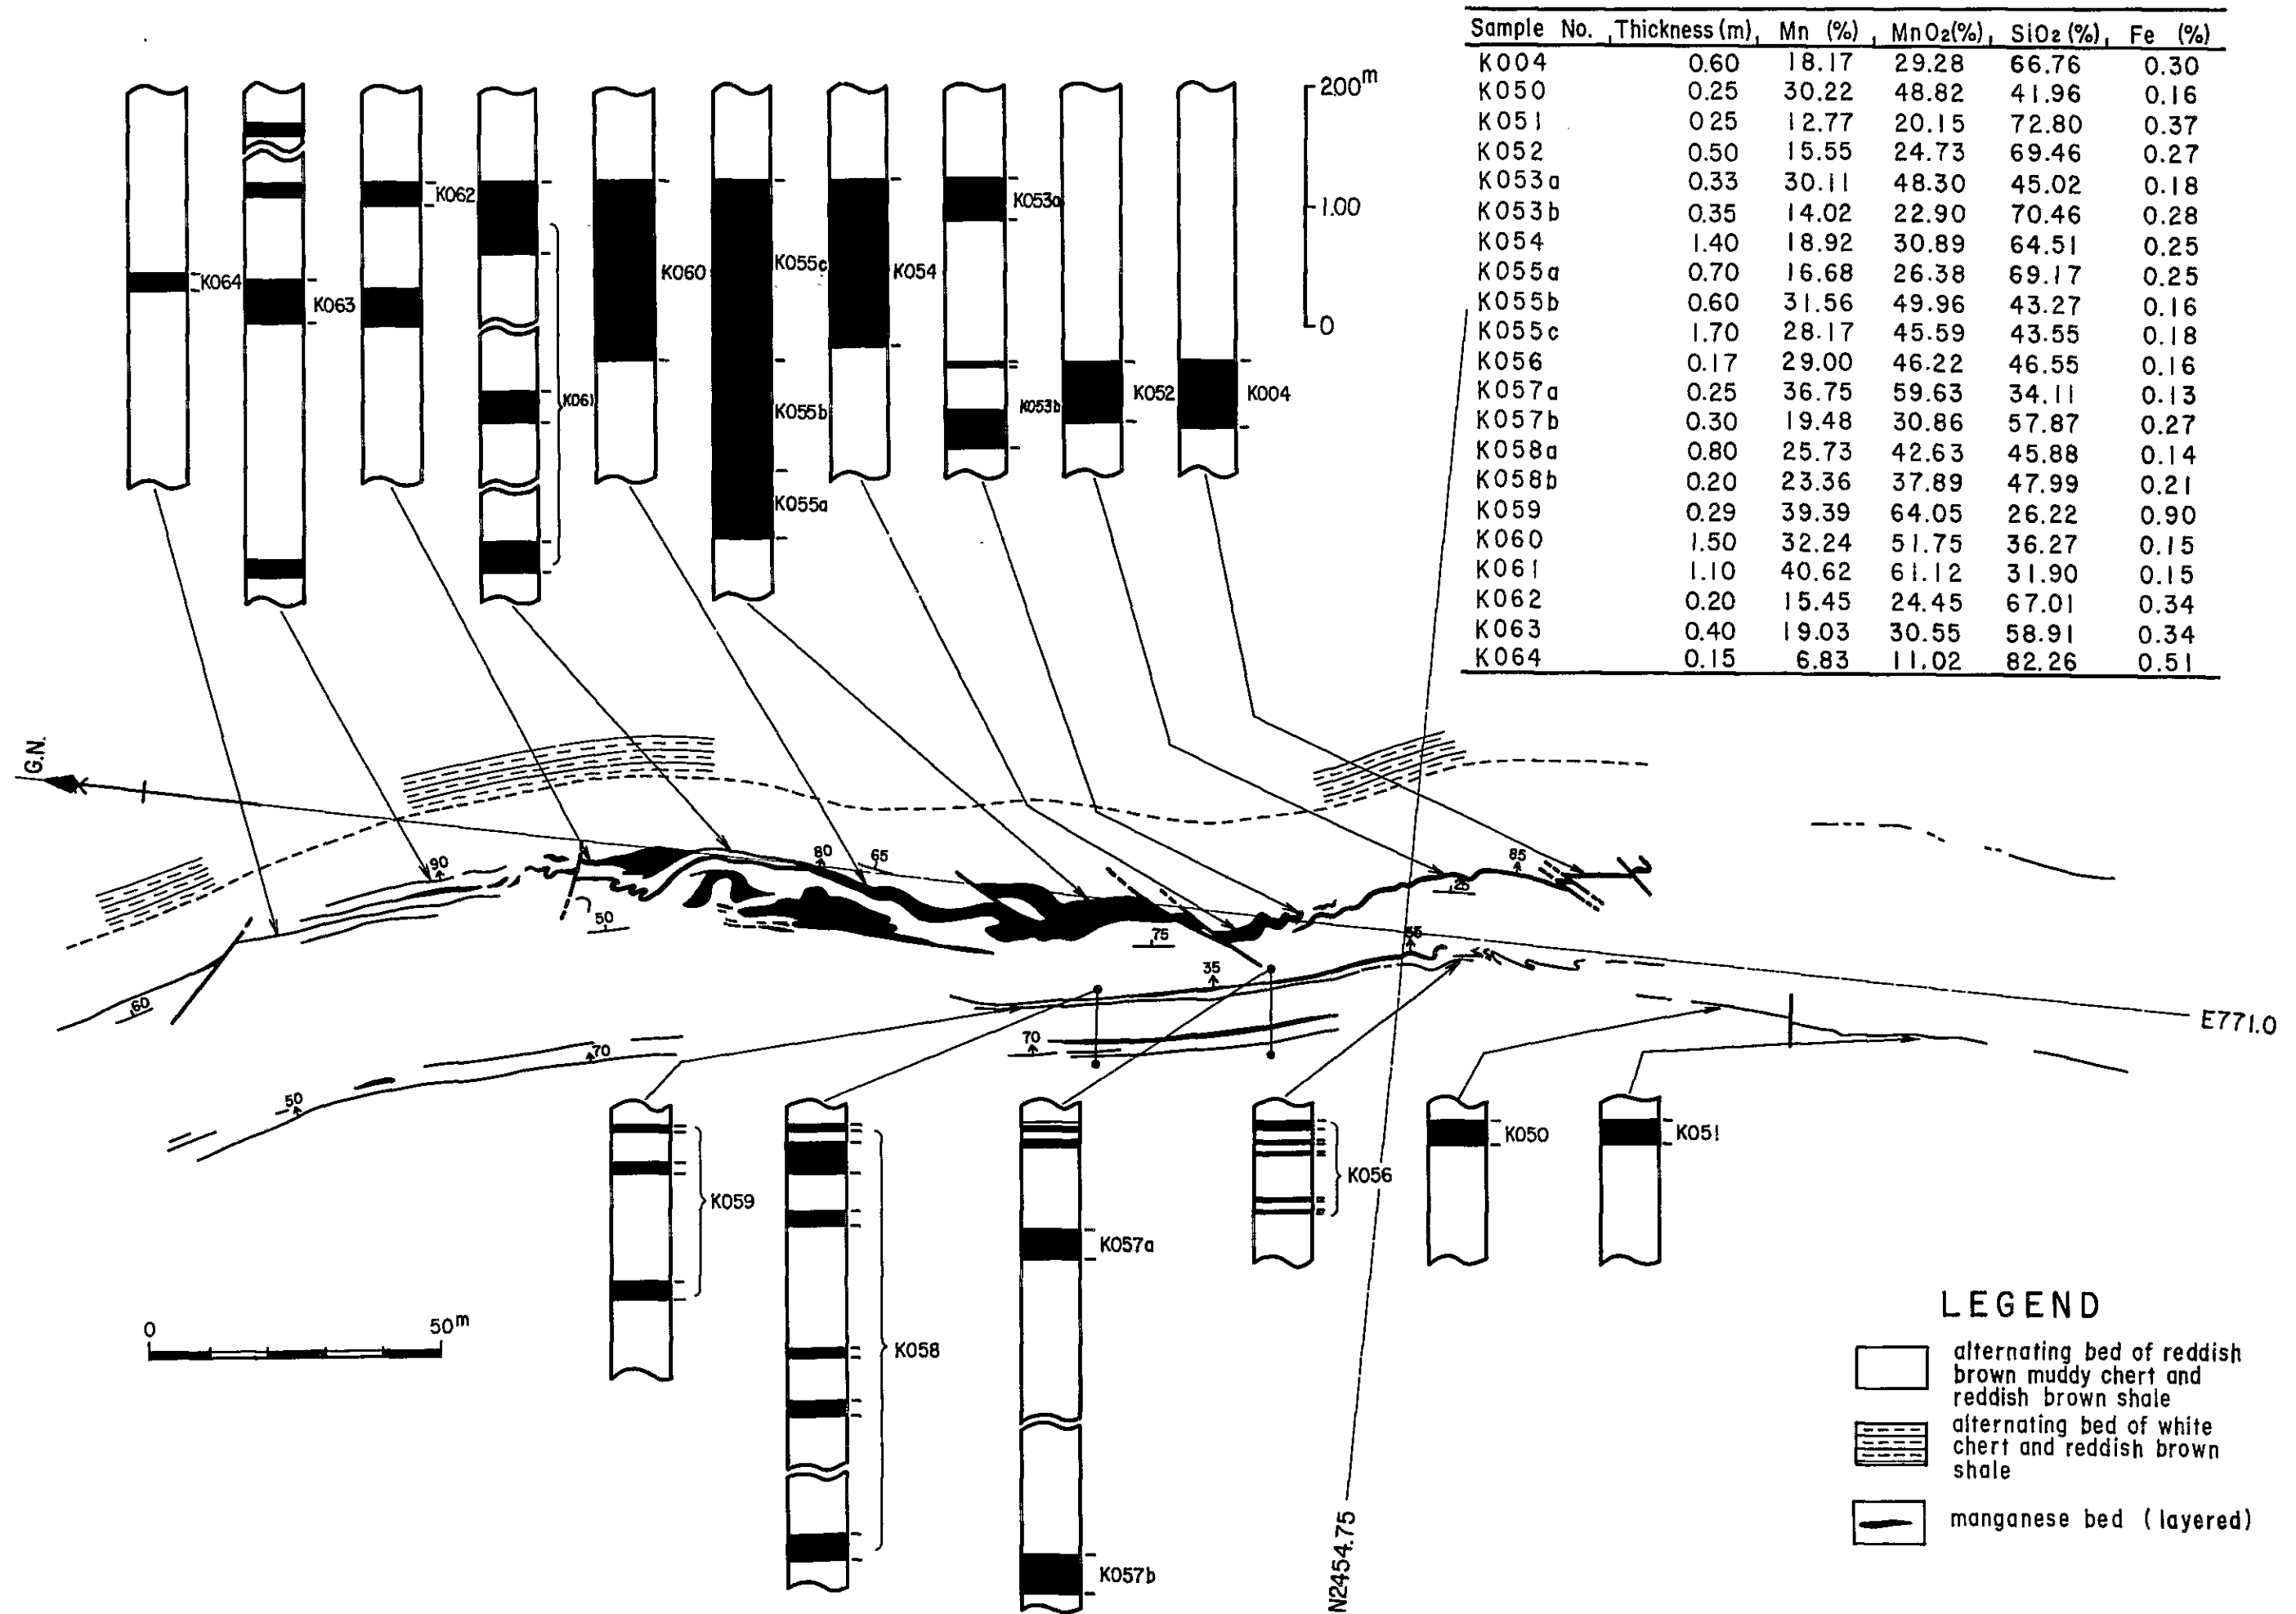 Sample No. Thickness (m) Mn (%) MnO2 (%) SiO2 (%) Fe (%)
K004 0.60 18.17 29.28 66.76 0.30
K050 0.25 30.22 48.82 41.96 0.16
K051 0 25 12.77 20.15 72.80 0.37
K052 0.50 15.55 24.73 69.46 0.27
K053a 0.33 30.11 48.30 45.02 0.18
K053b 0.35 14.02 22.90 70.46 0.28
K054 1.40 18.92 30.89 64.51 0.25
K055a 0.70 16.68 26.38 69.17 0.25
K055b 0.60 31.56 49.96 43.27 0.16
K055c 1.70 28.17 45.59 43.55 0.18
K056 0.17 29.00 46.22 46.55 0.16
K057a 0.25 36.75 59.63 34.11 0.13
K057b 0.30 19.48 30.86 57.87 0.27
K058a 0.80 25.73 42.63 45.88 0.14
K058b 0.20 23.36 37.89 47.99 0.21
K059 0.29 39.39 64.05 26.22 0.90
K060 1.50 32.24 51.75 36.27 0.15
K061 1.10 40.62 61.12 31.90 0.15
K062 0.20 15.45 24.45 67.01 0.34
K063 0.40 19.03 30.55 58.91 0.34
K064 0.15 6.83 11.02 82.26 0.51
2.00m
1.00
0
K064
K063
K062
K061
K060
K055c
K055b
K055a
K054
K053a
K053b
K052
K004
G.N.
90
80
65
85
25
50
75
55
35
60
70
70
50
E771.0
N2454.75
K059
K058
K057a
K057b
K056
K050
K051
0 50m
LEGEND
alternating bed of reddish
brown muddy chert and
reddish brown shale
alternating bed of white
chert and reddish brown
shale
manganese bed (layered)